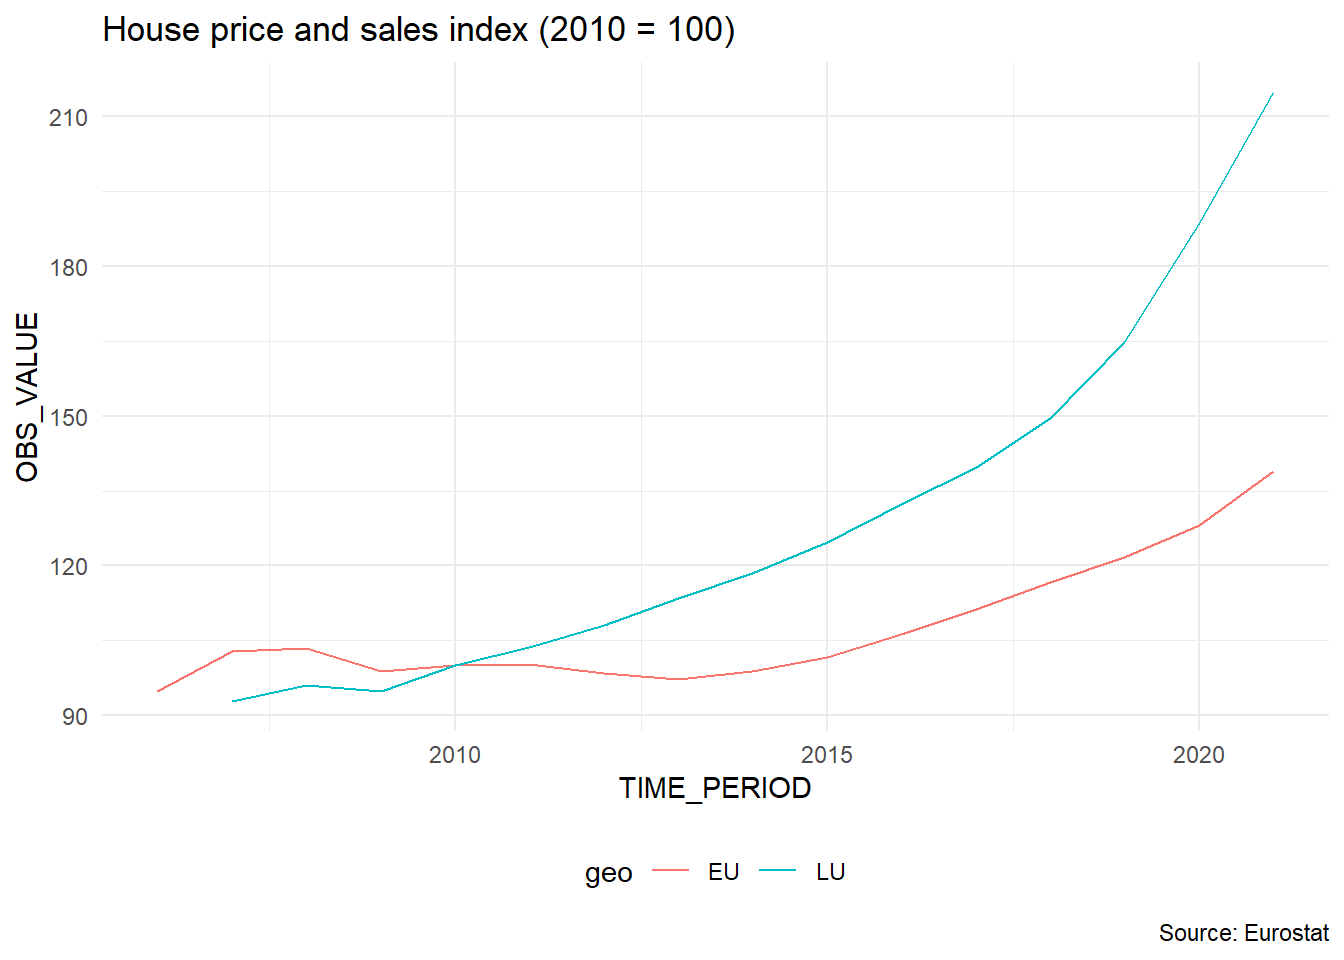 House price and sales index (2010 = 100)
210
180
150
120
90
OBS_VALUE
2010 2015 2020
TIME_PERIOD
geo EU LU
Source: Eurostat